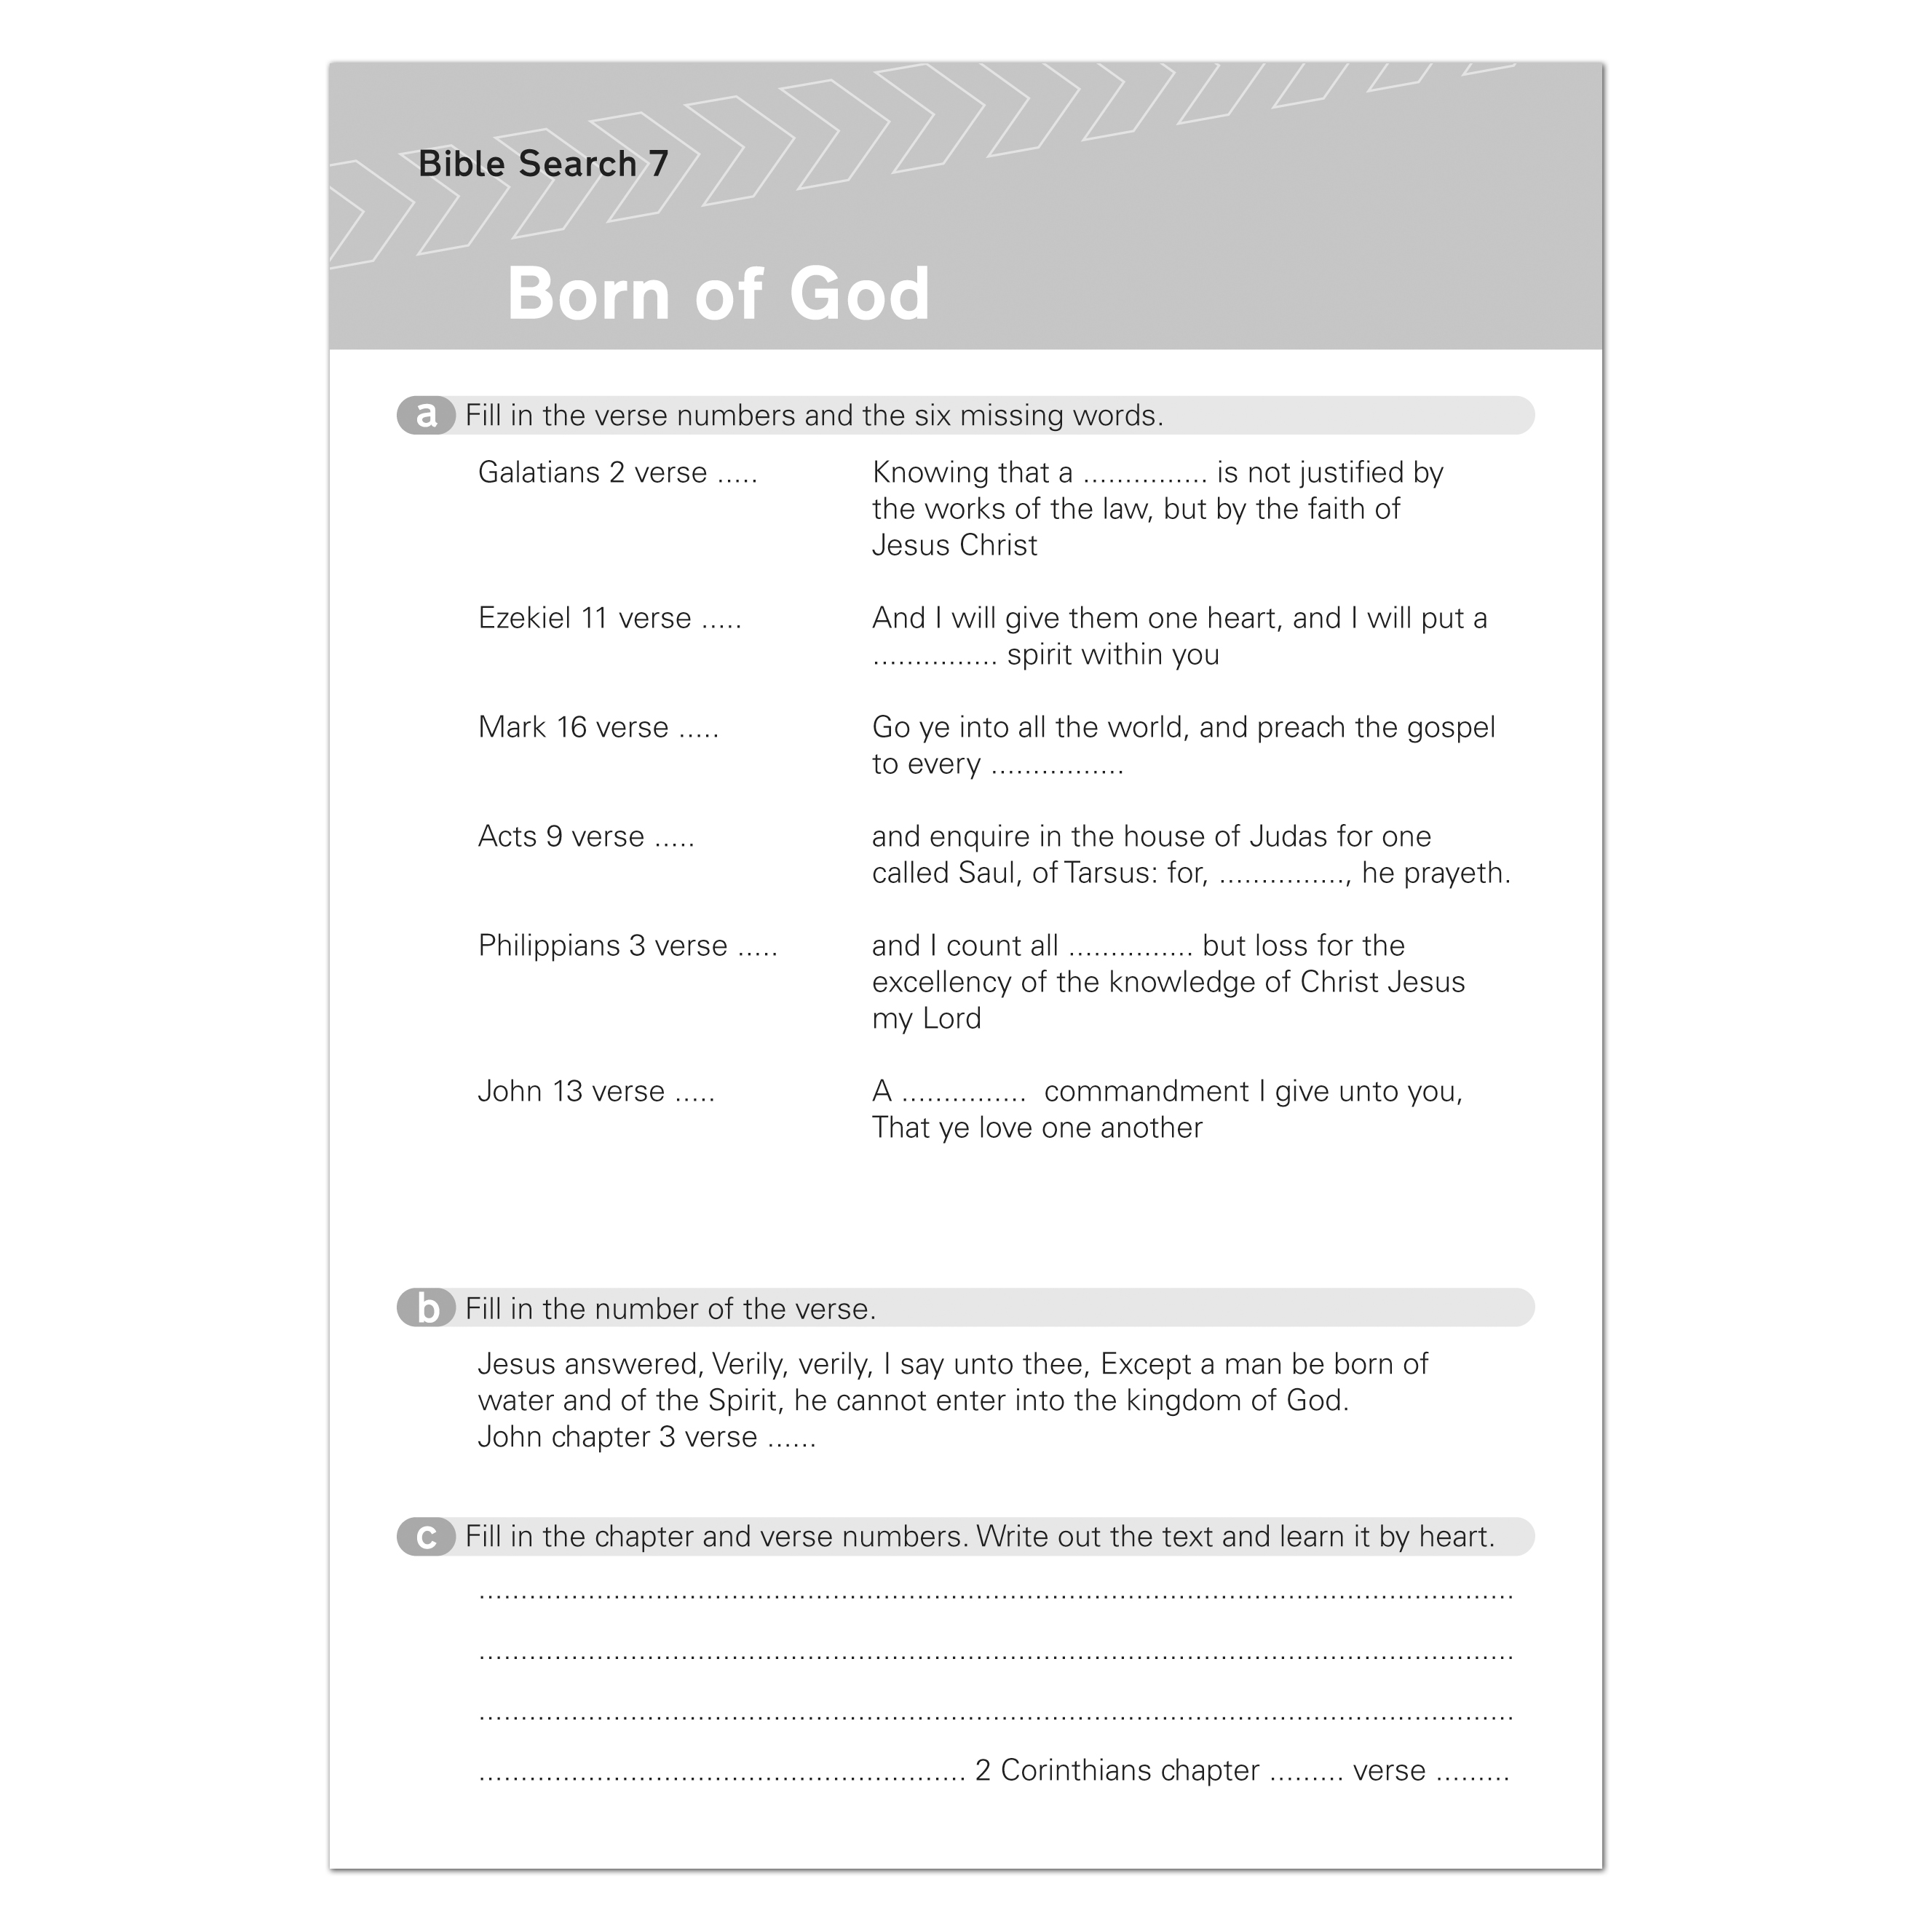 Bible Search 7
Born of God
a Fill in the verse numbers and the six missing words.
Galatians 2 verse ..... Knowing that a ............... is not justified by
the works of the law, but by the faith of
Jesus Christ
Ezekiel 11 verse ..... And I will give them one heart, and I will put a
............... spirit within you
Mark 16 verse ..... Go ye into all the world, and preach the gospel
to every ................
Acts 9 verse ..... and enquire in the house of Judas for one
called Saul, of Tarsus: for, ..............., he prayeth.
Philippians 3 verse ..... and I count all ............... but loss for the
excellency of the knowledge of Christ Jesus
my Lord
John 13 verse ..... A ............... commandment I give unto you,
That ye love one another
b Fill in the number of the verse.
Jesus answered, Verily, verily, I say unto thee, Except a man be born of
water and of the Spirit, he cannot enter into the kingdom of God.
John chapter 3 verse ......
c Fill in the chapter and verse numbers. Write out the text and learn it by heart.
............................................................................................................................
............................................................................................................................
............................................................................................................................
.......................................................... 2 Corinthians chapter ......... verse .........